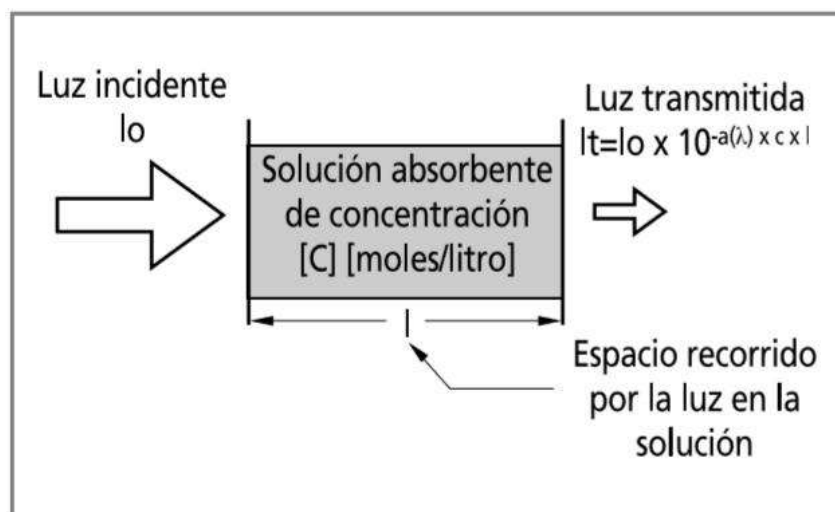 Luz incidente
Io
Luz transmitida
It=Io x 10^-a(λ) x c x l
Solución absorbente
de concentración
[C] [moles/litro]
l
Espacio recorrido
por la luz en la
solución